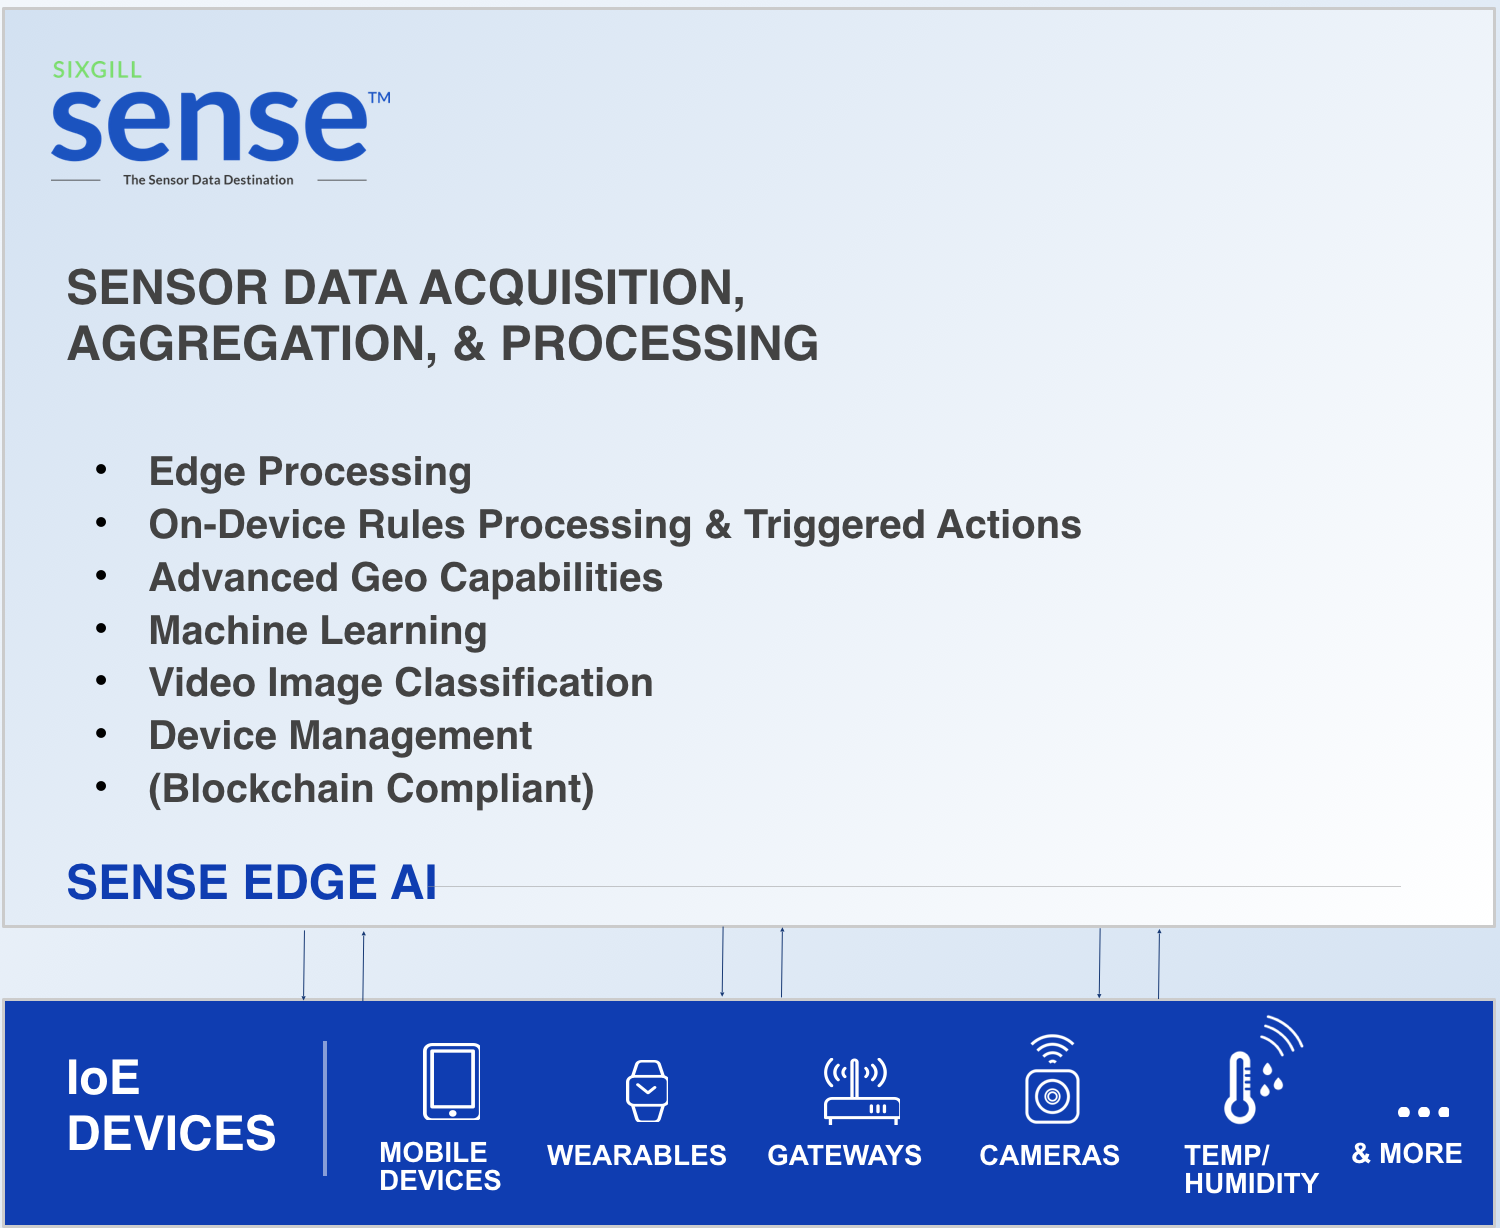 SIXGILL
sense™
The Sensor Data Destination
SENSOR DATA ACQUISITION,
AGGREGATION, & PROCESSING
• Edge Processing
• On-Device Rules Processing & Triggered Actions
• Advanced Geo Capabilities
• Machine Learning
• Video Image Classification
• Device Management
• (Blockchain Compliant)
SENSE EDGE AI
IoE
DEVICES
MOBILE
DEVICES
WEARABLES
GATEWAYS
CAMERAS
TEMP/
HUMIDITY
...
& MORE